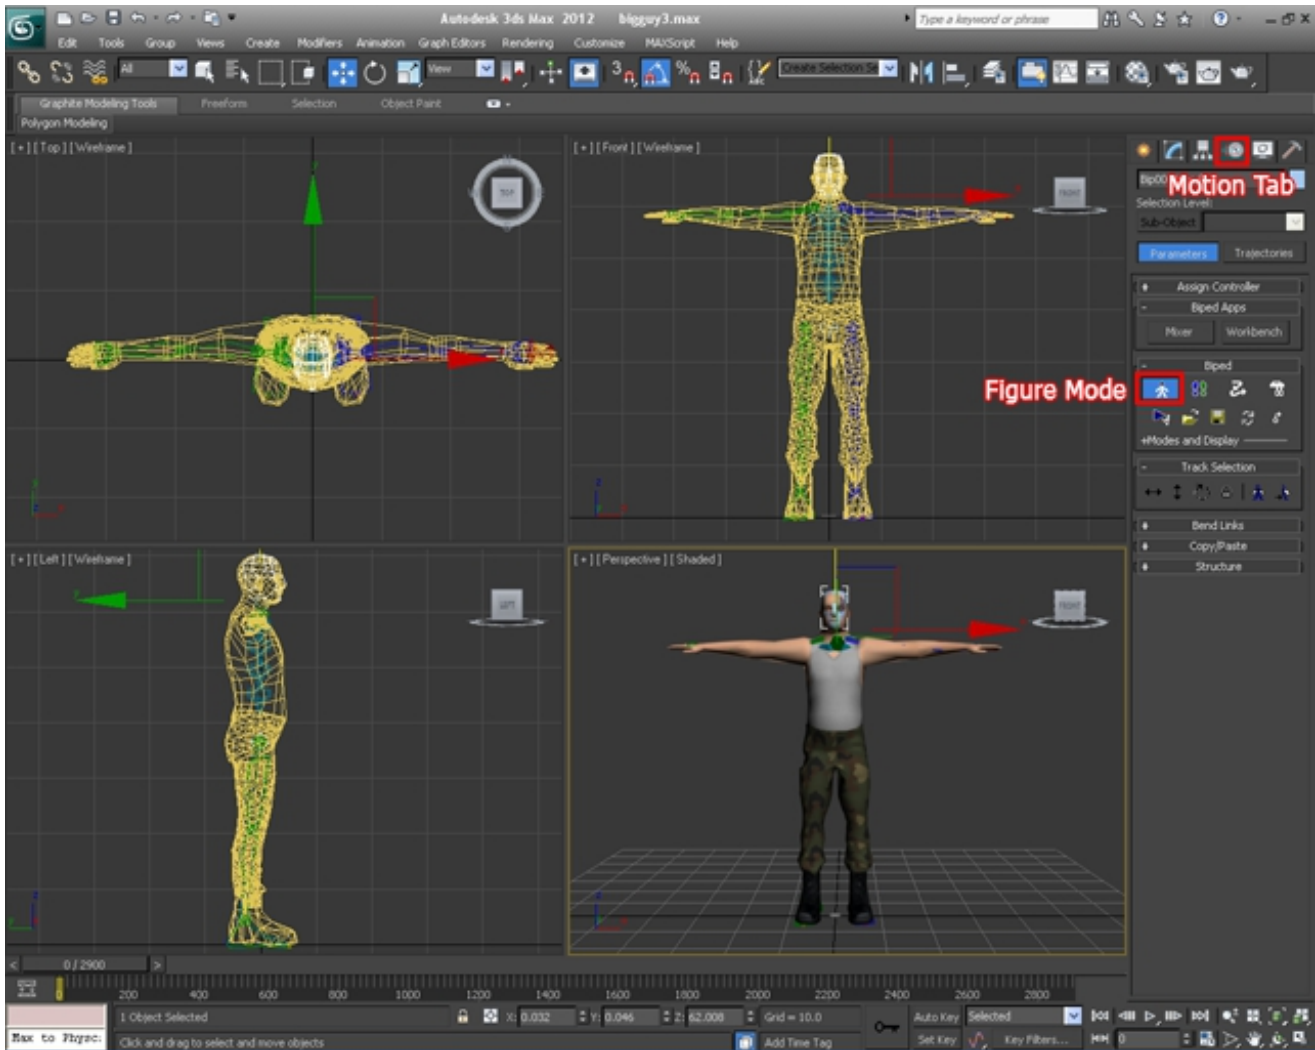 Autodesk 3ds Max 2012 bigguy3.max
Type a keyword or phrase
Edit Tools Group Views Create Modifiers Animation Graph Editors Rendering Customize MAXScript Help
All
View
Create Selection Se
Graphite Modeling Tools Freeform Selection Object Paint
Polygon Modeling
[ + ] [ Top ] [ Wireframe ]
TOP
[ + ] [ Front ] [ Wireframe ]
FRONT
Motion Tab
Selection Level:
Sub-Object
Parameters Trajectories
+ Assign Controller
- Biped Apps
Mixer Workbench
- Biped
Figure Mode
+Modes and Display
- Track Selection
+ Bend Links
+ Copy/Paste
+ Structure
[ + ] [ Left ] [ Wireframe ]
LEFT
[ + ] [ Perspective ] [ Shaded ]
FRONT
< 0 / 2900 >
0 200 400 600 800 1000 1200 1400 1600 1800 2000 2200 2400 2600 2800
1 Object Selected X: 0.032 Y: 0.046 Z: 62.008 Grid = 10.0 Auto Key Selected
Max to Physc:
Click and drag to select and move objects Add Time Tag Set Key Key Filters... 0